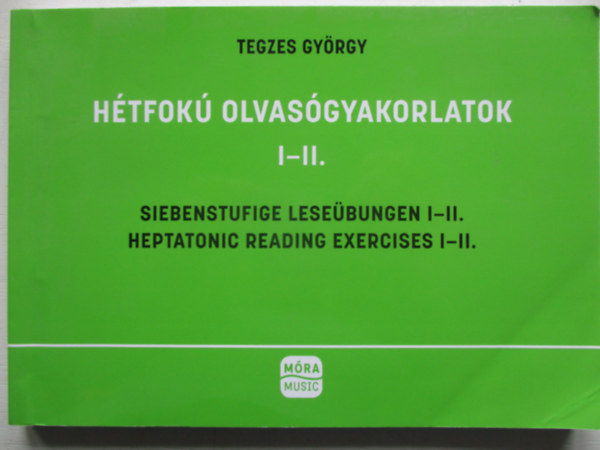 TEGZES GYÖRGY
HÉTFOKÚ OLVASÓGYAKORLATOK
I–II.
SIEBENSTUFIGE LESEÜBUNGEN I–II.
HEPTATONIC READING EXERCISES I–II.
MÓRA
MUSIC